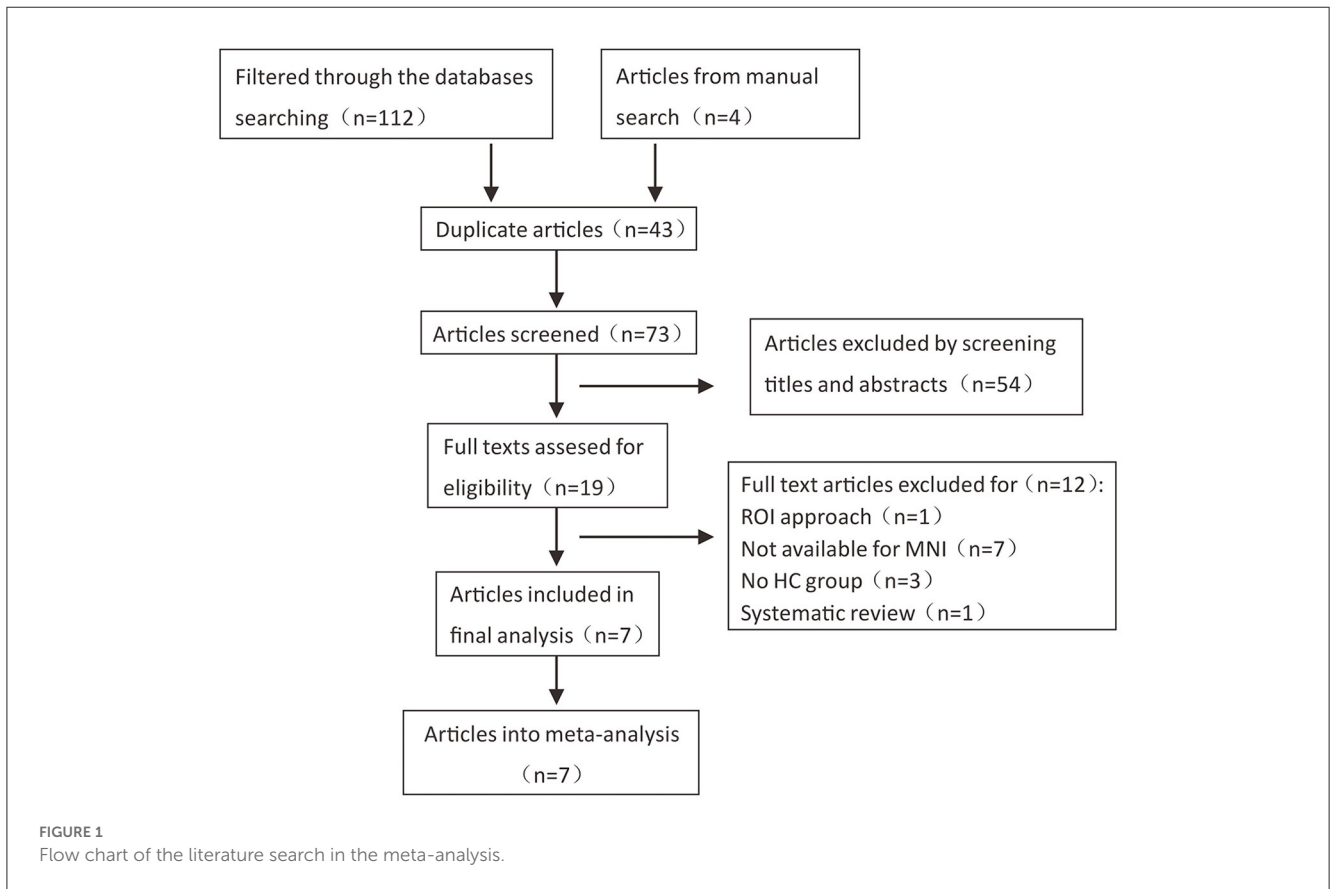 Filtered through the databases
searching（n=112）
Articles from manual
search（n=4）
Duplicate articles（n=43）
Articles screened（n=73）
Articles excluded by screening
titles and abstracts（n=54）
Full texts assesed for
eligibility（n=19）
Full text articles excluded for（n=12）:
ROI approach（n=1）
Not available for MNI（n=7）
No HC group（n=3）
Systematic review（n=1）
Articles included in
final analysis（n=7）
Articles into meta-analysis
（n=7）
FIGURE 1
Flow chart of the literature search in the meta-analysis.